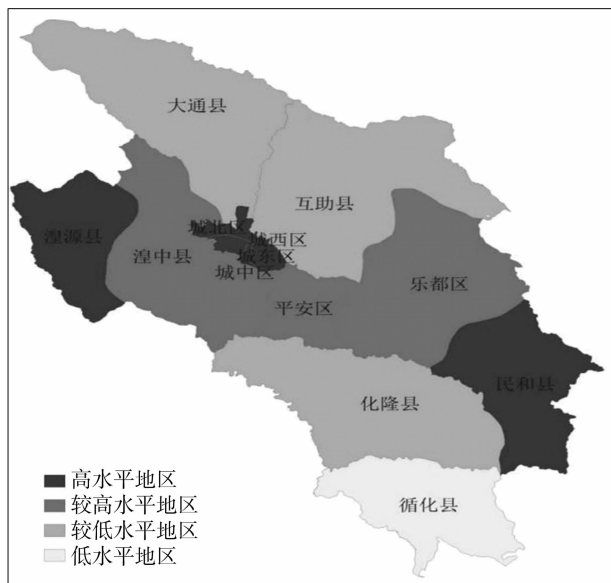 大通县
互助县
湟源县
城北区
城西区
湟中县
城东区
城中区
乐都区
平安区
民和县
化隆县
高水平地区
较高水平地区
较低水平地区
循化县
低水平地区